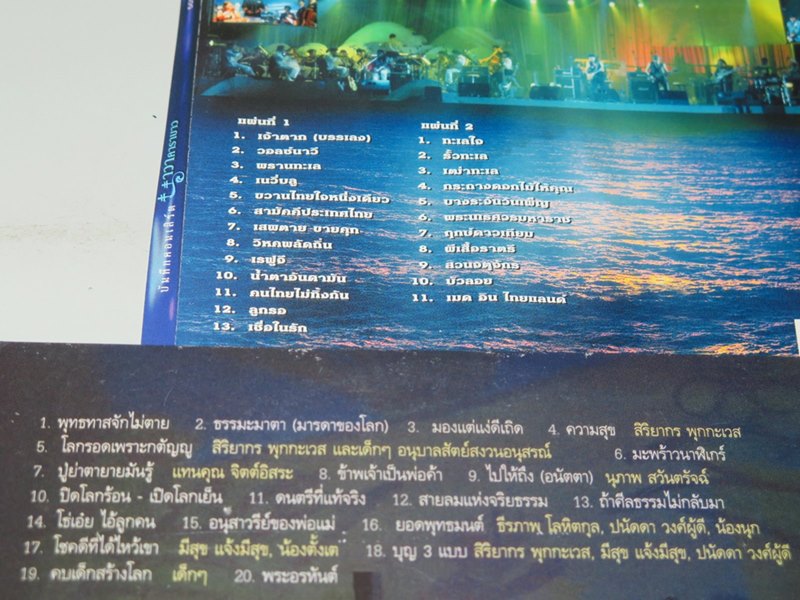 บันทึกคอนเสิร์ต
คาราบาว
แผ่นที่ 1
1. เจ้าตาก (บรรเลง)
2. วอลซ์นาวี
3. พรานทะเล
4. เนวีบลู
5. ขวานไทยใจหนึ่งเดียว
6. สามัคคีประเทศไทย
7. เสพตาย ขายคุก
8. วิหคพลัดถิ่น
9. เรฟูจี
10. น้ำตาอันดามัน
11. คนไทยไม่ทิ้งกัน
12. ลูกรอ
13. เชื่อในรัก
แผ่นที่ 2
1. ทะเลใจ
2. รั้วทะเล
3. เฒ่าทะเล
4. กระถางดอกไม้ให้คุณ
5. บางระจันวันเพ็ญ
6. พระนเรศวรมหาราช
7. ฤทษ์ดาวเทียม
8. ผีเสื้อราตรี
9. สวนจตุจักร
10. บัวลอย
11. เมด อิน ไทยแลนด์
1. พุทธทาสจักไม่ตาย 2. ธรรมะมาตา (มารดาของโลก) 3. มองแต่แง่ดีเถิด 4. ความสุข สิริยากร พุกกะเวส
5. โลกรอดเพราะกตัญญู สิริยากร พุกกะเวส และเด็กๆ อนุบาลสัตย์สงวนอนุสรณ์ 6. มะพร้าวนาฬิเกร์
7. ปู่ย่าตายายมันรู้ แทนคุณ จิตต์อิสระ 8. ข้าพเจ้าเป็นพ่อค้า 9. ไปให้ถึง (อนัตตา) นุภาพ สวันตรัจฉ์
10. ปิดโลกร้อน - เปิดโลกเย็น 11. ดนตรีที่แท้จริง 12. สายลมแห่งจริยธรรม 13. ถ้าศีลธรรมไม่กลับมา
14. โธ่เอ๋ย ไอ้ลูกคน 15. อนุสาวรีย์ของพ่อแม่ 16. ยอดพุทธมนต์ ธีรภาพ โลหิตกุล, ปนัดดา วงศ์ผู้ดี, น้องนุก
17. โชคดีที่ได้ไหว้เขา มีสุข แจ้งมีสุข, น้องตั้งเต 18. บุญ 3 แบบ สิริยากร พุกกะเวส, มีสุข แจ้งมีสุข, ปนัดดา วงศ์ผู้ดี
19. คบเด็กสร้างโลก เด็กๆ 20. พระอรหันต์